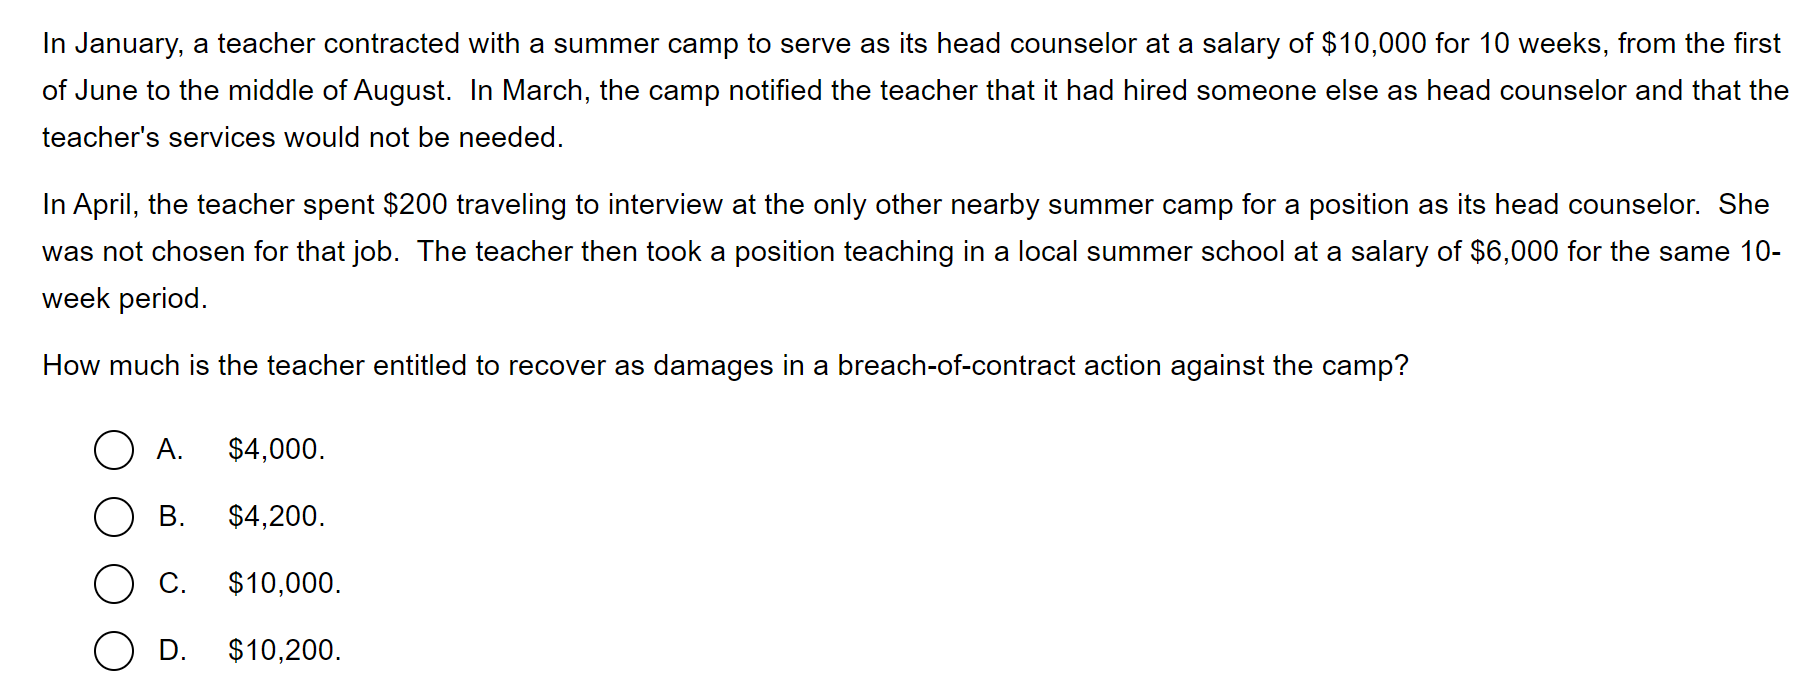 In January, a teacher contracted with a summer camp to serve as its head counselor at a salary of $10,000 for 10 weeks, from the first
of June to the middle of August.  In March, the camp notified the teacher that it had hired someone else as head counselor and that the
teacher's services would not be needed.
In April, the teacher spent $200 traveling to interview at the only other nearby summer camp for a position as its head counselor.  She
was not chosen for that job.  The teacher then took a position teaching in a local summer school at a salary of $6,000 for the same 10-
week period.
How much is the teacher entitled to recover as damages in a breach-of-contract action against the camp?
A. $4,000.
B. $4,200.
C. $10,000.
D. $10,200.